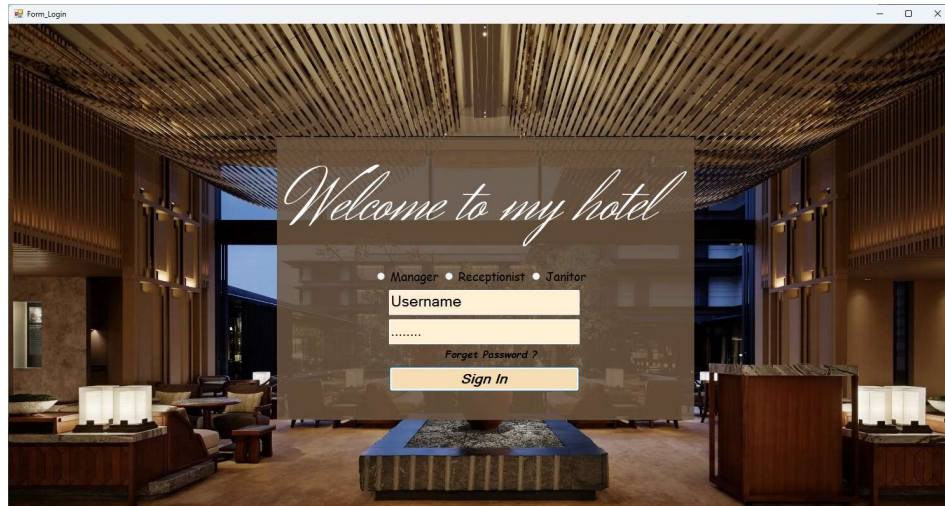 Form_Login
Welcome to my hotel
Manager Receptionist Janitor
Username
........
Forget Password ?
Sign In